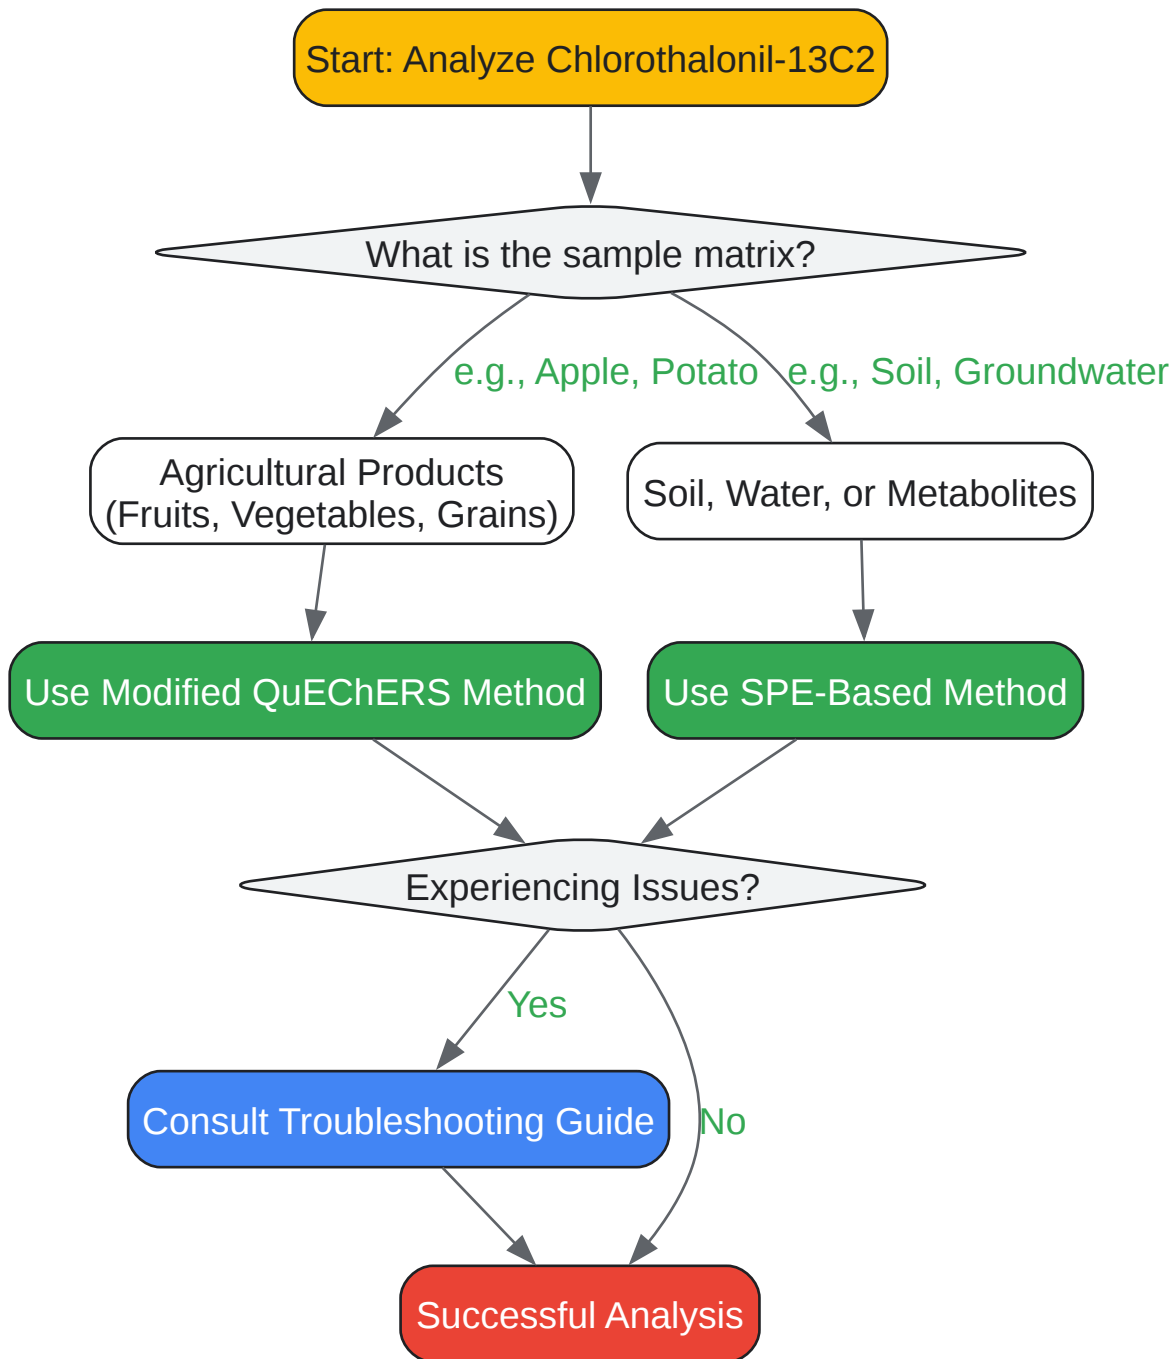 Start: Analyze Chlorothalonil-13C2
What is the sample matrix?
e.g., Apple, Potato
e.g., Soil, Groundwater
Agricultural Products
(Fruits, Vegetables, Grains)
Soil, Water, or Metabolites
Use Modified QuEChERS Method
Use SPE-Based Method
Experiencing Issues?
Yes
Consult Troubleshooting Guide
No
Successful Analysis